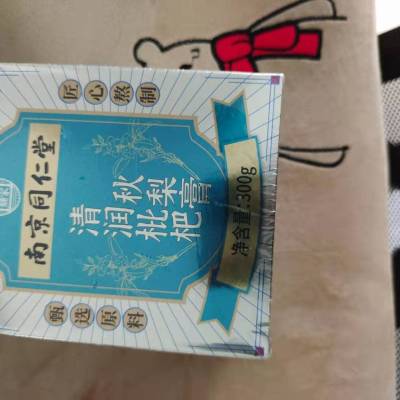 南京同仁堂
清润枇杷
秋梨膏
匠心熬制
甄选原料
净含量:300g